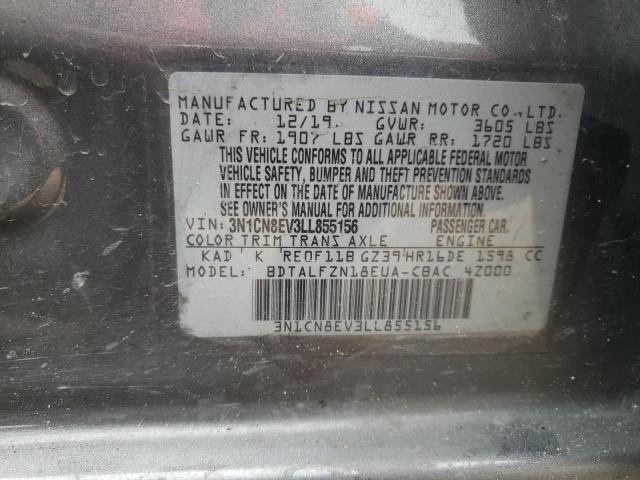 MANUFACTURED BY NISSAN MOTOR CO., LTD.
DATE: 12/19 GVWR: 3605 LBS
GAWR FR: 1907 LBS GAWR RR: 1720 LBS
THIS VEHICLE CONFORMS TO ALL APPLICABLE FEDERAL MOTOR
VEHICLE SAFETY, BUMPER AND THEFT PREVENTION STANDARDS
IN EFFECT ON THE DATE OF MANUFACTURE SHOWN ABOVE.
SEE OWNER'S MANUAL FOR ADDITIONAL INFORMATION.
VIN: 3N1CN8EV3LL855156 PASSENGER CAR.
COLOR TRIM TRANS AXLE ENGINE
KAD K RE0F11B GZ39 HR16DE 1598 CC
MODEL: BDTALFZN18EUA-CBAC 4Z000
3N1CN8EV3LL855156